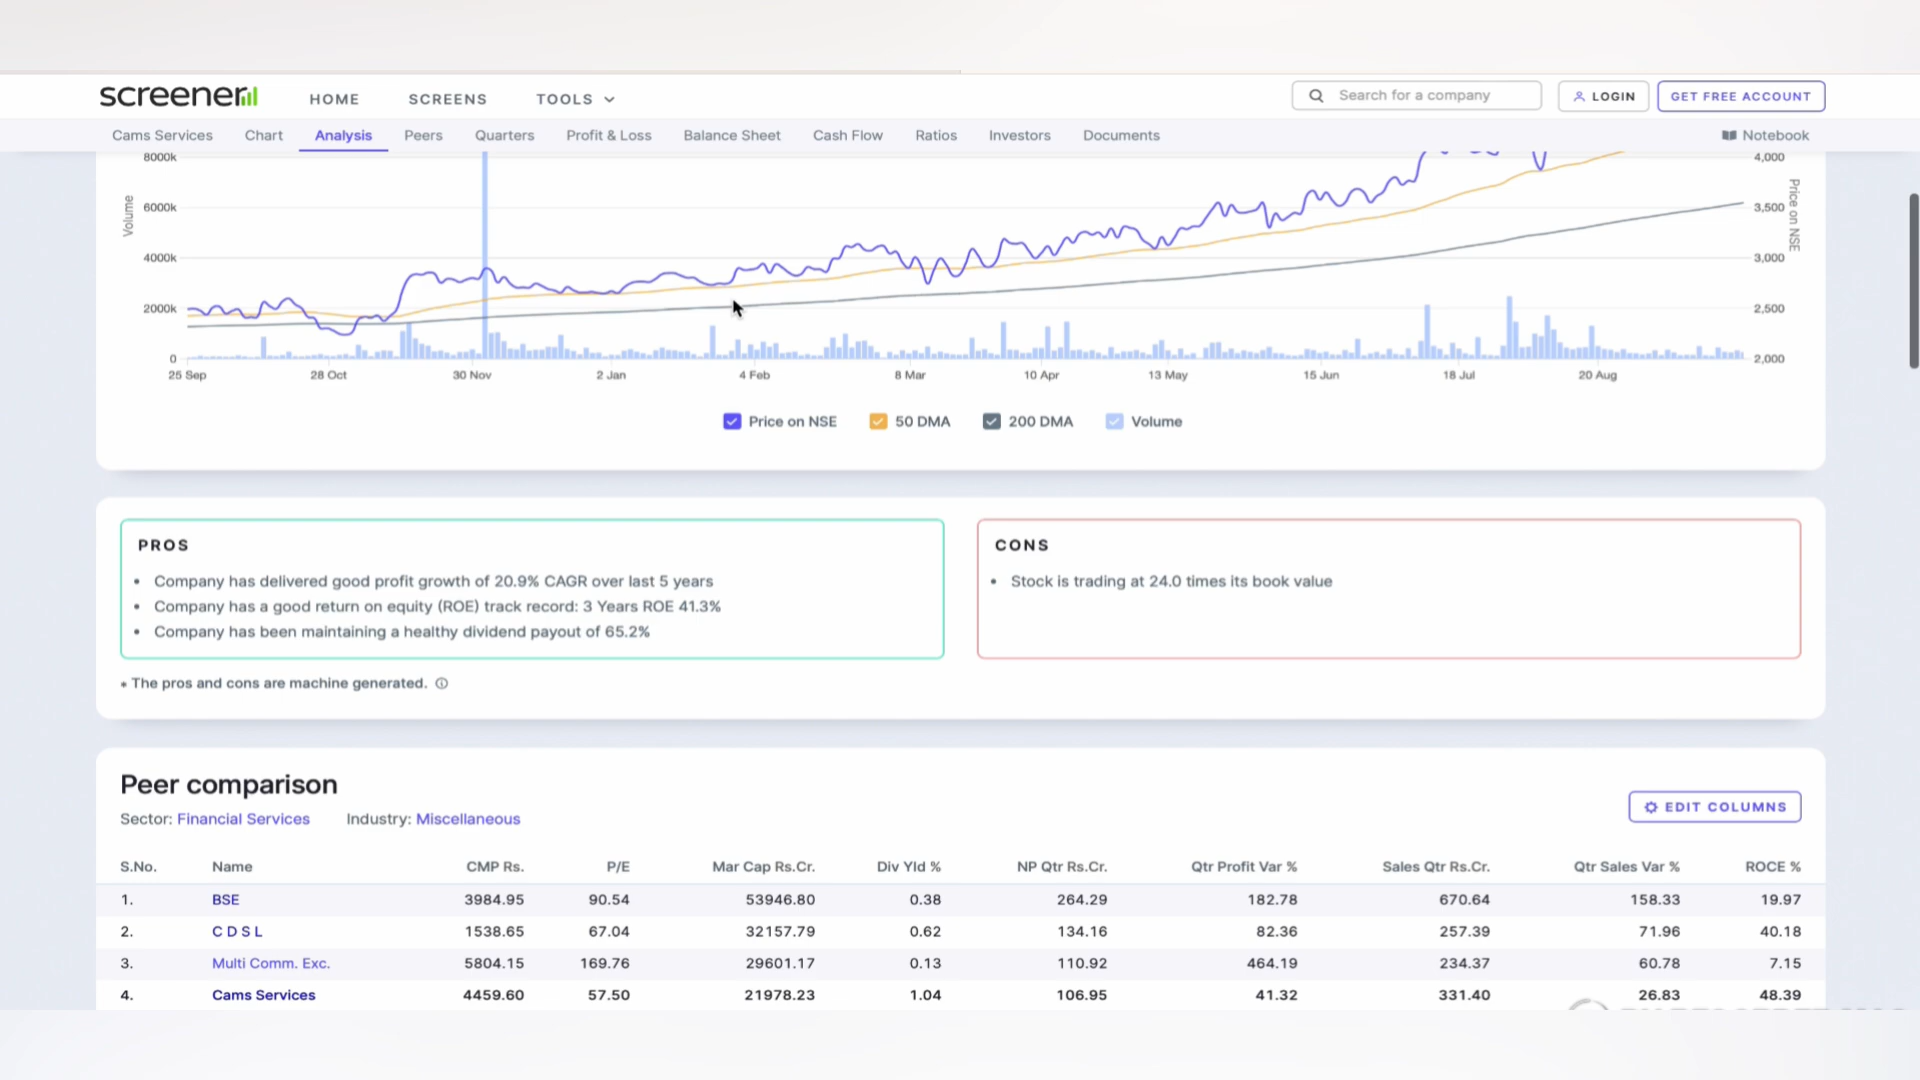 screener
HOME SCREENS TOOLS
Search for a company
LOGIN
GET FREE ACCOUNT
Cams Services Chart Analysis Peers Quarters Profit & Loss Balance Sheet Cash Flow Ratios Investors Documents Notebook
Volume
8000k
6000k
4000k
2000k
0
4,000
3,500
3,000
2,500
2,000
Price on NSE
25 Sep 28 Oct 30 Nov 2 Jan 4 Feb 8 Mar 10 Apr 13 May 15 Jun 18 Jul 20 Aug
Price on NSE 50 DMA 200 DMA Volume
PROS
• Company has delivered good profit growth of 20.9% CAGR over last 5 years
• Company has a good return on equity (ROE) track record: 3 Years ROE 41.3%
• Company has been maintaining a healthy dividend payout of 65.2%
CONS
• Stock is trading at 24.0 times its book value
* The pros and cons are machine generated.
Peer comparison
Sector: Financial Services Industry: Miscellaneous
EDIT COLUMNS
S.No. Name CMP Rs. P/E Mar Cap Rs.Cr. Div Yld % NP Qtr Rs.Cr. Qtr Profit Var % Sales Qtr Rs.Cr. Qtr Sales Var % ROCE %
1. BSE 3984.95 90.54 53946.80 0.38 264.29 182.78 670.64 158.33 19.97
2. C D S L 1538.65 67.04 32157.79 0.62 134.16 82.36 257.39 71.96 40.18
3. Multi Comm. Exc. 5804.15 169.76 29601.17 0.13 110.92 464.19 234.37 60.78 7.15
4. Cams Services 4459.60 57.50 21978.23 1.04 106.95 41.32 331.40 26.83 48.39